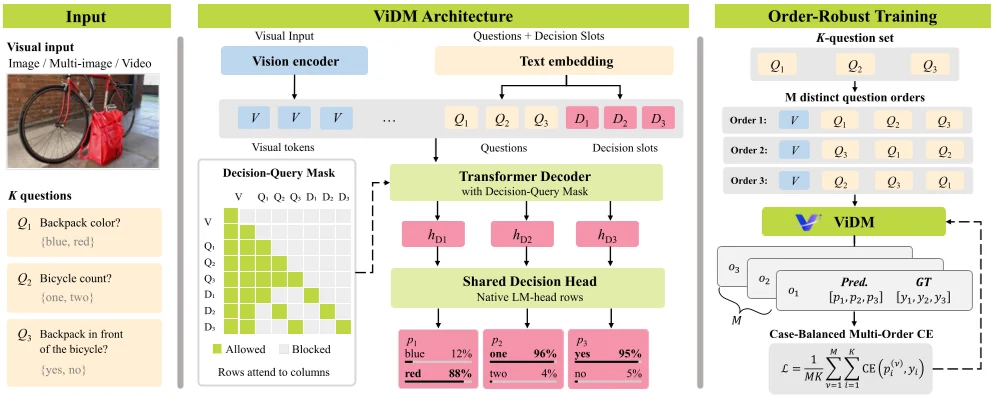 Input
Visual input
Image / Multi-image / Video
K questions
Q1 Backpack color?
{blue, red}
Q2 Bicycle count?
{one, two}
Q3 Backpack in front
of the bicycle?
{yes, no}
ViDM Architecture
Visual Input
Questions + Decision Slots
Vision encoder
Text embedding
V V V … Q1 Q2 Q3 D1 D2 D3
Visual tokens
Questions
Decision slots
Decision-Query Mask
V Q₁ Q₂ Q₃ D₁ D₂ D₃
V
Q₁
Q₂
Q₃
D₁
D₂
D₃
Allowed Blocked
Rows attend to columns
Transformer Decoder
with Decision-Query Mask
hD1 hD2 hD3
Shared Decision Head
Native LM-head rows
p1 p2 p3
blue 12% one 96% yes 95%
red 88% two 4% no 5%
Order-Robust Training
K-question set
Q1 Q2 Q3
M distinct question orders
Order 1: V Q1 Q2 Q3
Order 2: V Q3 Q1 Q2
Order 3: V Q2 Q3 Q1
ViDM
o3
o2
o1 Pred. GT
[p1, p2, p3] [y1, y2, y3]
M
Case-Balanced Multi-Order CE
ℒ = 1/MK ∑_{v=1}^{M} ∑_{i=1}^{K} CE(p_i^{(v)}, y_i)